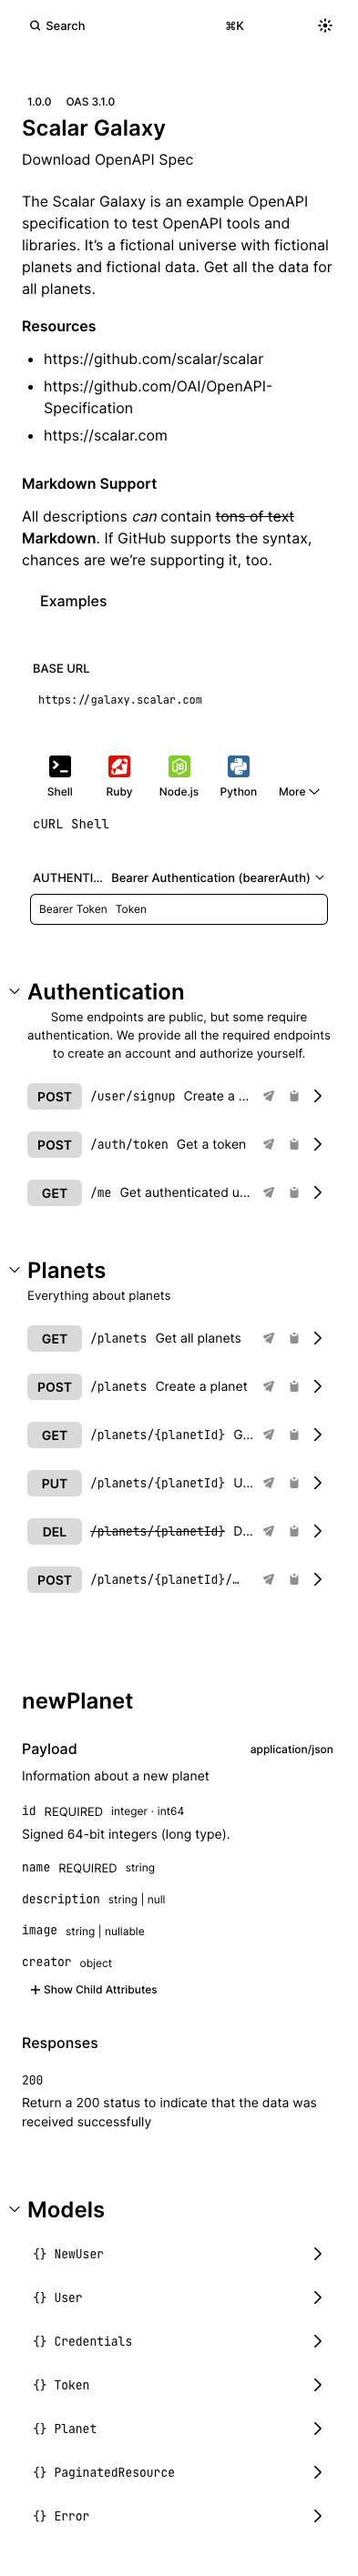 Search ⌘K
1.0.0 OAS 3.1.0
Scalar Galaxy
Download OpenAPI Spec
The Scalar Galaxy is an example OpenAPI
specification to test OpenAPI tools and
libraries. It’s a fictional universe with fictional
planets and fictional data. Get all the data for
all planets.
Resources
• https://github.com/scalar/scalar
• https://github.com/OAI/OpenAPI-
Specification
• https://scalar.com
Markdown Support
All descriptions can contain tons of text
Markdown. If GitHub supports the syntax,
chances are we’re supporting it, too.
Examples
BASE URL
https://galaxy.scalar.com
Shell Ruby Node.js Python More
cURL Shell
AUTHENTI... Bearer Authentication (bearerAuth)
Bearer Token Token
Authentication
Some endpoints are public, but some require
authentication. We provide all the required endpoints
to create an account and authorize yourself.
POST /user/signup Create a ...
POST /auth/token Get a token
GET /me Get authenticated u...
Planets
Everything about planets
GET /planets Get all planets
POST /planets Create a planet
GET /planets/{planetId} G...
PUT /planets/{planetId} U...
DEL /planets/{planetId} D...
POST /planets/{planetId}/…
newPlanet
Payload application/json
Information about a new planet
id REQUIRED integer · int64
Signed 64-bit integers (long type).
name REQUIRED string
description string | null
image string | nullable
creator object
Show Child Attributes
Responses
200
Return a 200 status to indicate that the data was
received successfully
Models
{} NewUser
{} User
{} Credentials
{} Token
{} Planet
{} PaginatedResource
{} Error